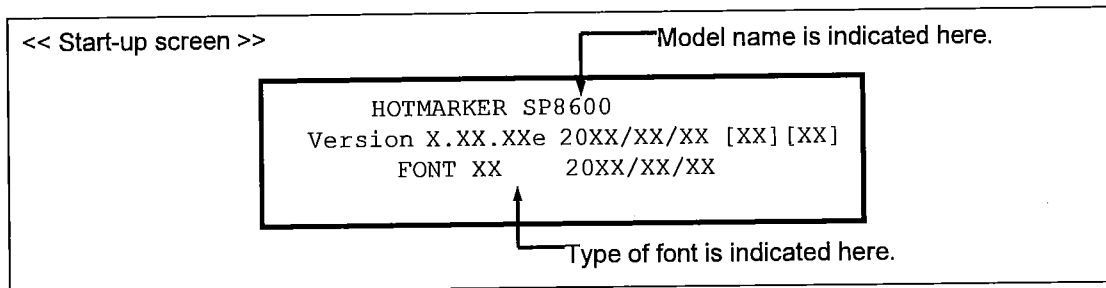 << Start-up screen >>
Model name is indicated here.
HOTMARKER SP8600
Version X.XX.XXe 20XX/XX/XX [XX][XX]
FONT XX 20XX/XX/XX
Type of font is indicated here.